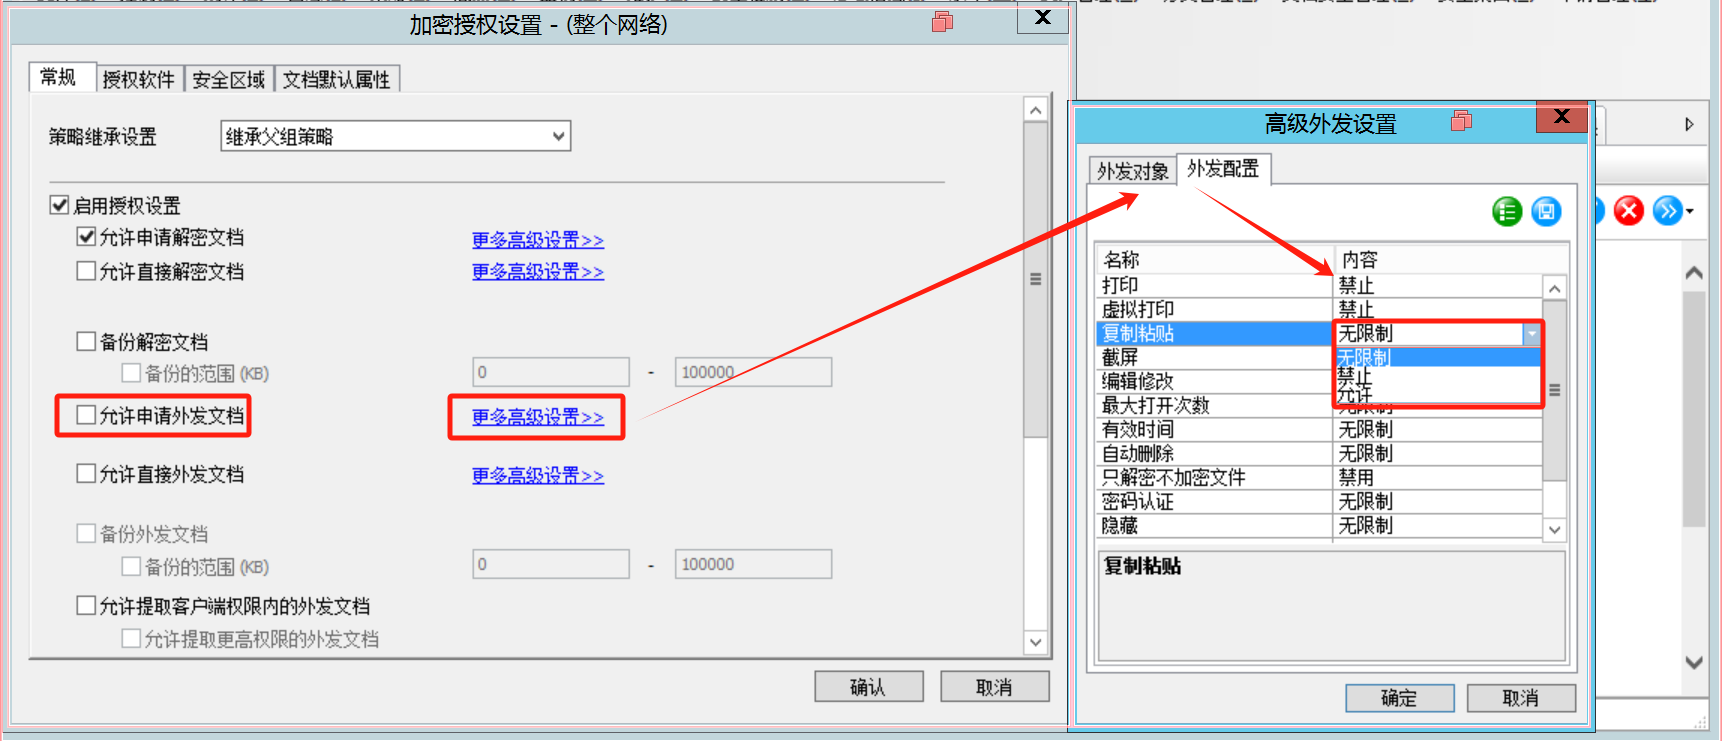 加密授权设置 - (整个网络)
常规
授权软件
安全区域
文档默认属性
策略继承设置
继承父组策略
启用授权设置
允许申请解密文档
更多高级设置>>
允许直接解密文档
更多高级设置>>
备份解密文档
备份的范围 (KB)
0
-
100000
允许申请外发文档
更多高级设置>>
允许直接外发文档
更多高级设置>>
备份外发文档
备份的范围 (KB)
0
-
100000
允许提取客户端权限内的外发文档
允许提取更高权限的外发文档
确认
取消
高级外发设置
外发对象
外发配置
名称
内容
打印
禁止
虚拟打印
禁止
复制粘贴
无限制
截屏
无限制
禁止
允许
编辑修改
最大打开次数
无限制
有效时间
无限制
自动删除
无限制
只解密不加密文件
禁用
密码认证
无限制
隐藏
无限制
复制粘贴
确定
取消